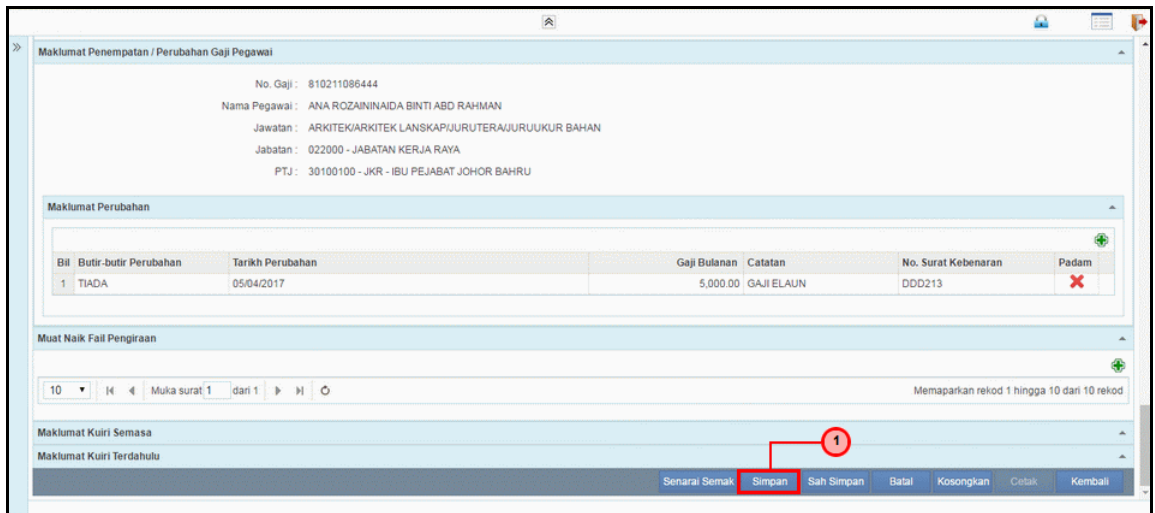 Maklumat Penempatan / Perubahan Gaji Pegawai
No. Gaji : 810211086444
Nama Pegawai : ANA ROZAININAIDA BINTI ABD RAHMAN
Jawatan : ARKITEK/ARKITEK LANSKAP/JURUTERA/JURUUKUR BAHAN
Jabatan : 022000 - JABATAN KERJA RAYA
PTJ : 30100100 - JKR - IBU PEJABAT JOHOR BAHRU
Maklumat Perubahan
Bil Butir-butir Perubahan Tarikh Perubahan Gaji Bulanan Catatan No. Surat Kebenaran Padam
1 TIADA 05/04/2017 5,000.00 GAJI ELAUN DDD213
Muat Naik Fail Pengiraan
10 Muka surat 1 dari 1 Memaparkan rekod 1 hingga 10 dari 10 rekod
Maklumat Kuiri Semasa
1
Maklumat Kuiri Terdahulu
Senarai Semak Simpan Sah Simpan Batal Kosongkan Cetak Kembali